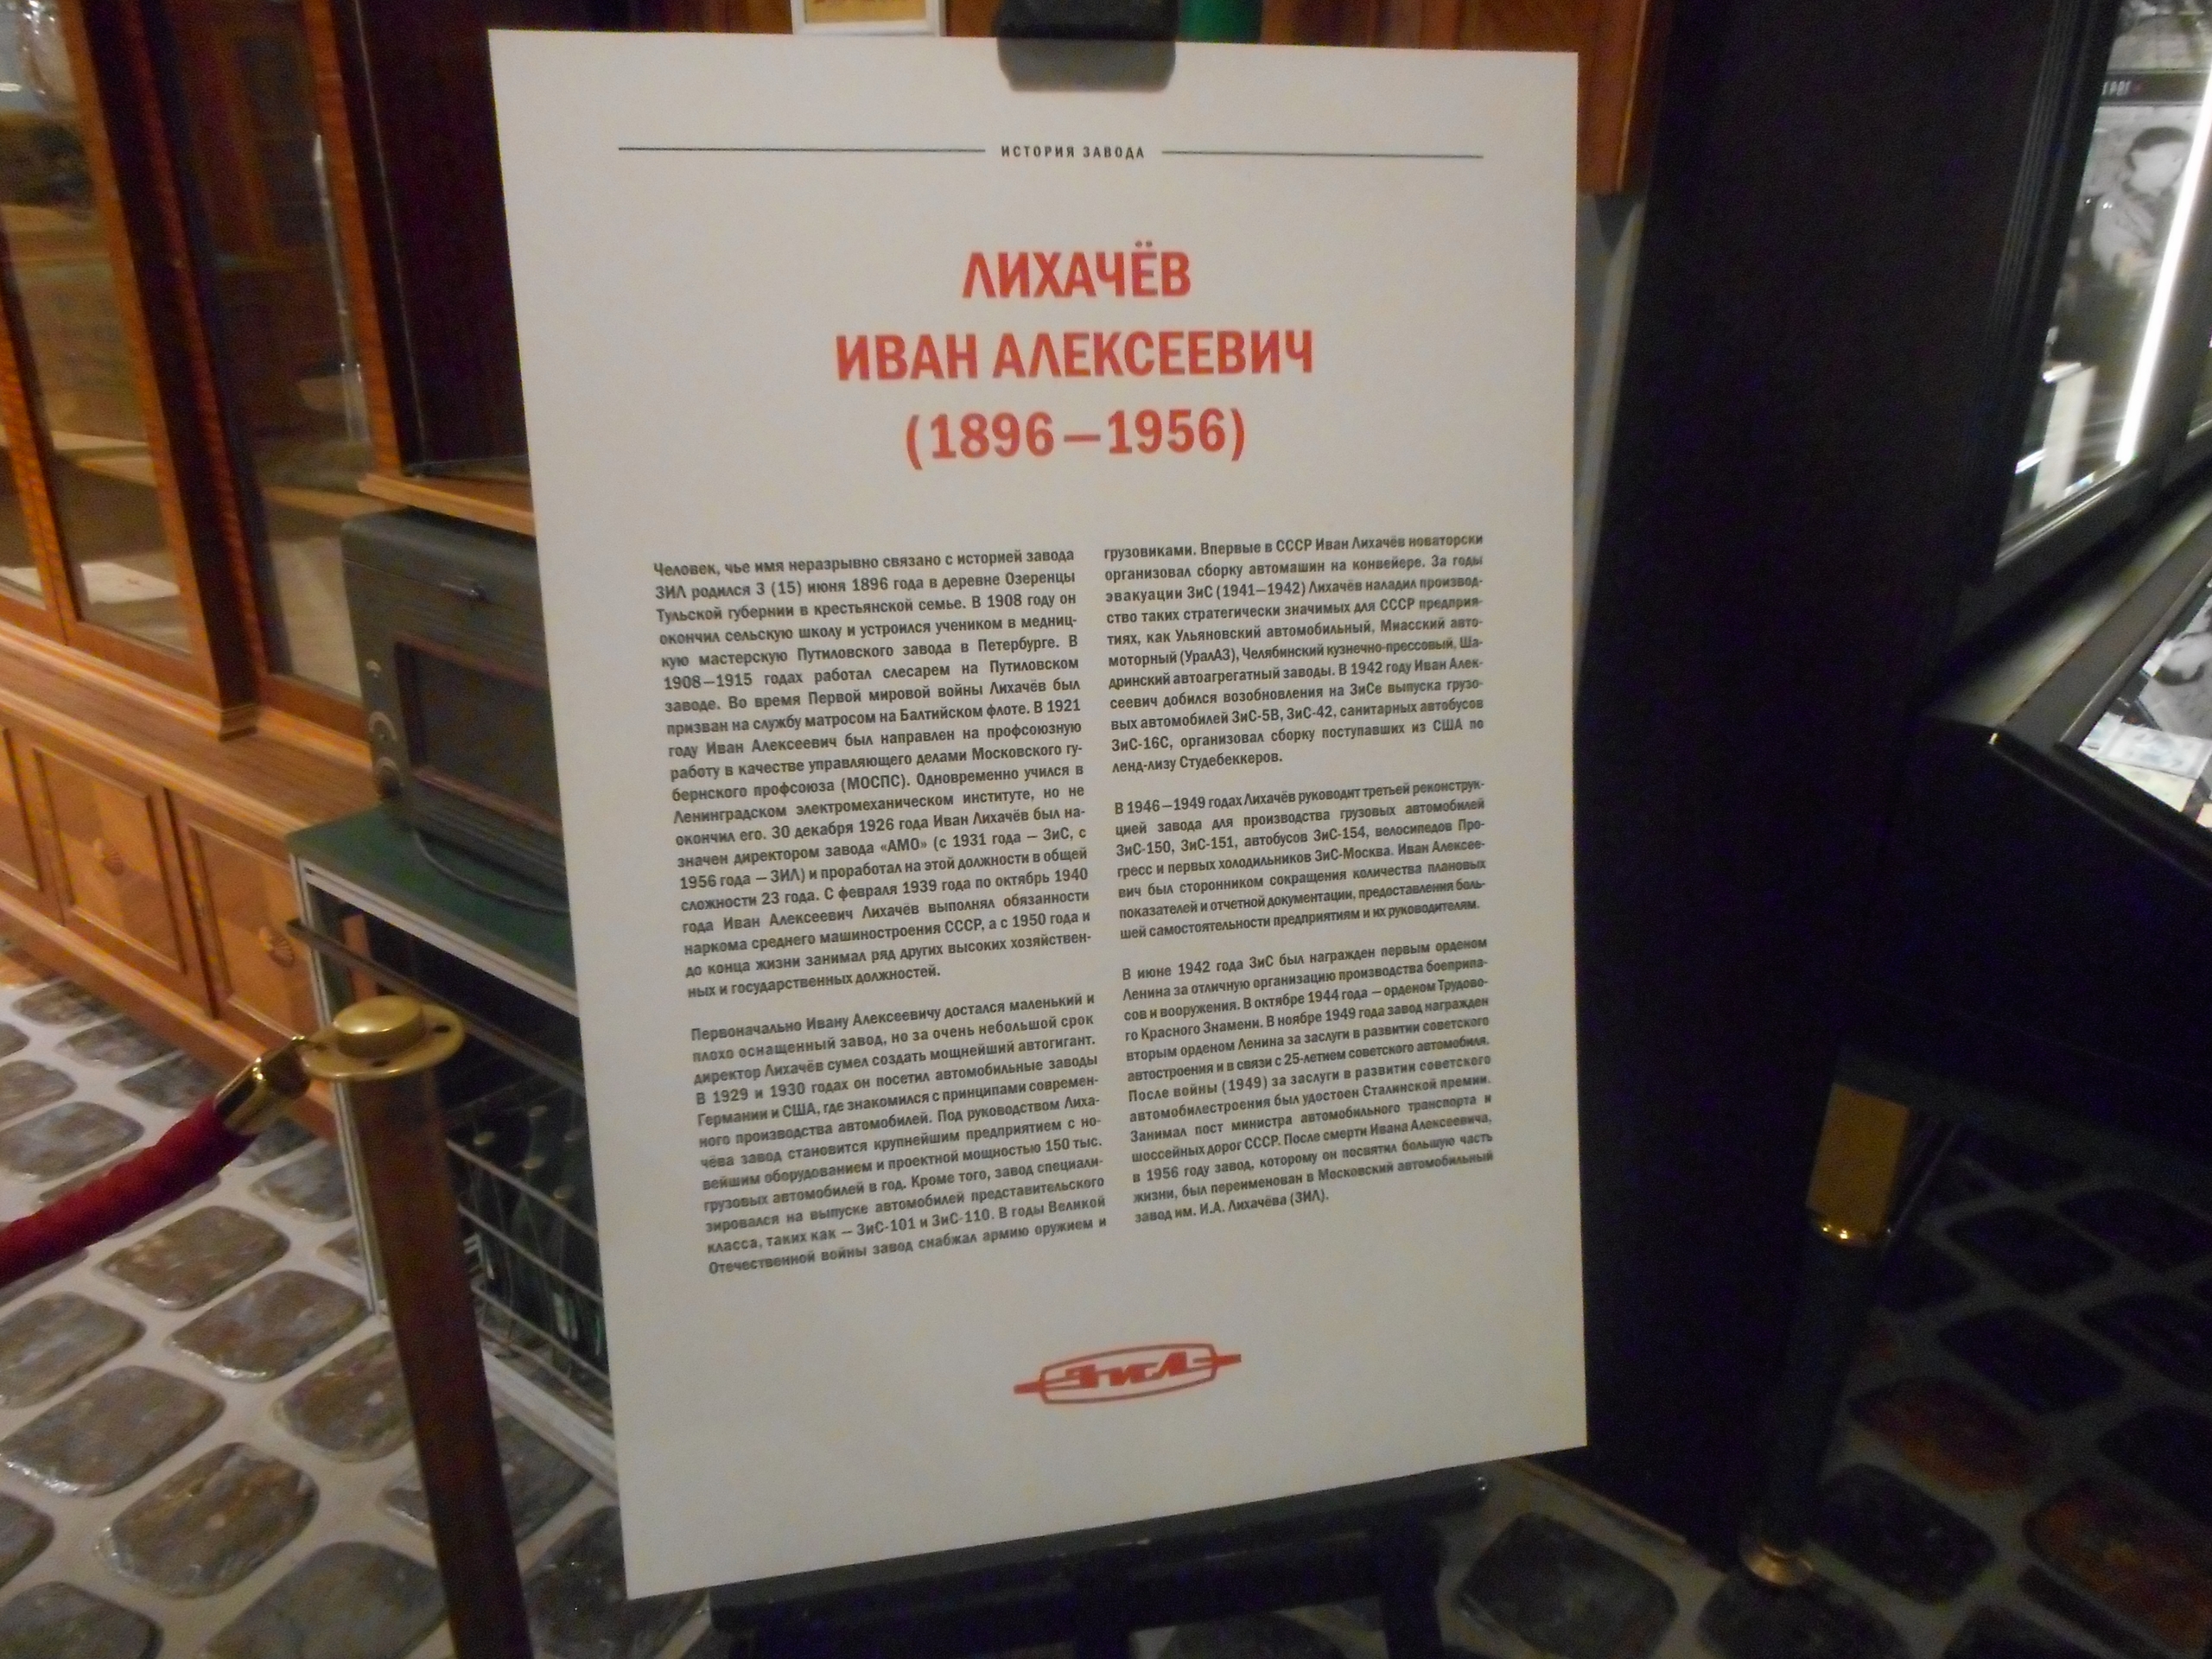 ИСТОРИЯ ЗАВОДА
ЛИХАЧЁВ
ИВАН АЛЕКСЕЕВИЧ
(1896—1956)
Человек, чье имя неразрывно связано с историей завода
ЗИЛ родился 3 (15) июня 1896 года в деревне Озеренцы
Тульской губернии в крестьянской семье. В 1908 году он
окончил сельскую школу и устроился учеником в медниц-
кую мастерскую Путиловского завода в Петербурге. В
1908—1915 годах работал слесарем на Путиловском
заводе. Во время Первой мировой войны Лихачёв был
призван на службу матросом на Балтийском флоте. В 1921
году Иван Алексеевич был направлен на профсоюзную
работу в качестве управляющего делами Московского гу-
бернского профсоюза (МОСПС). Одновременно учился в
Ленинградском электромеханическом институте, но не
окончил его. 30 декабря 1926 года Иван Лихачёв был на-
значен директором завода «АМО» (с 1931 года — ЗиС, с
1956 года — ЗИЛ) и проработал на этой должности в общей
сложности 23 года. С февраля 1939 года по октябрь 1940
года Иван Алексеевич Лихачёв выполнял обязанности
наркома среднего машиностроения СССР, а с 1950 года и
до конца жизни занимал ряд других высоких хозяйствен-
ных и государственных должностей.
Первоначально Ивану Алексеевичу достался маленький и
плохо оснащенный завод, но за очень небольшой срок
директор Лихачёв сумел создать мощнейший автогигант.
В 1929 и 1930 годах он посетил автомобильные заводы
Германии и США, где знакомился с принципами современ-
ного производства автомобилей. Под руководством Лиха-
чёва завод становится крупнейшим предприятием с но-
вейшим оборудованием и проектной мощностью 150 тыс.
грузовых автомобилей в год. Кроме того, завод специали-
зировался на выпуске автомобилей представительского
класса, таких как — ЗиС-101 и ЗиС-110. В годы Великой
Отечественной войны завод снабжал армию оружием и
грузовиками. Впервые в СССР Иван Лихачёв новаторски
организовал сборку автомашин на конвейере. За годы
эвакуации ЗиС (1941—1942) Лихачёв наладил производ-
ство таких стратегически значимых для СССР предприя-
тиях, как Ульяновский автомобильный, Миасский авто-
моторный (УралАЗ), Челябинский кузнечно-прессовый, Ша-
дринский автоагрегатный заводы. В 1942 году Иван Алек-
сеевич добился возобновления на ЗиСе выпуска грузо-
вых автомобилей ЗиС-5В, ЗиС-42, санитарных автобусов
ЗиС-16С, организовал сборку поступавших из США по
ленд-лизу Студебеккеров.
В 1946—1949 годах Лихачёв руководит третьей реконструк-
цией завода для производства грузовых автомобилей
ЗиС-150, ЗиС-151, автобусов ЗиС-154, велосипедов Про-
гресс и первых холодильников ЗиС-Москва. Иван Алексее-
вич был сторонником сокращения количества плановых
показателей и отчетной документации, предоставления боль-
шей самостоятельности предприятиям и их руководителям.
В июне 1942 года ЗиС был награжден первым орденом
Ленина за отличную организацию производства боеприпа-
сов и вооружения. В октябре 1944 года — орденом Трудово-
го Красного Знамени. В ноябре 1949 года завод награжден
вторым орденом Ленина за заслуги в развитии советского
автостроения и в связи с 25-летием советского автомобиля.
После войны (1949) за заслуги в развитии советского
автомобилестроения был удостоен Сталинской премии.
Занимал пост министра автомобильного транспорта и
шоссейных дорог СССР. После смерти Ивана Алексеевича,
в 1956 году завод, которому он посвятил большую часть
жизни, был переименован в Московский автомобильный
завод им. И.А. Лихачёва (ЗИЛ).
ЗИЛ